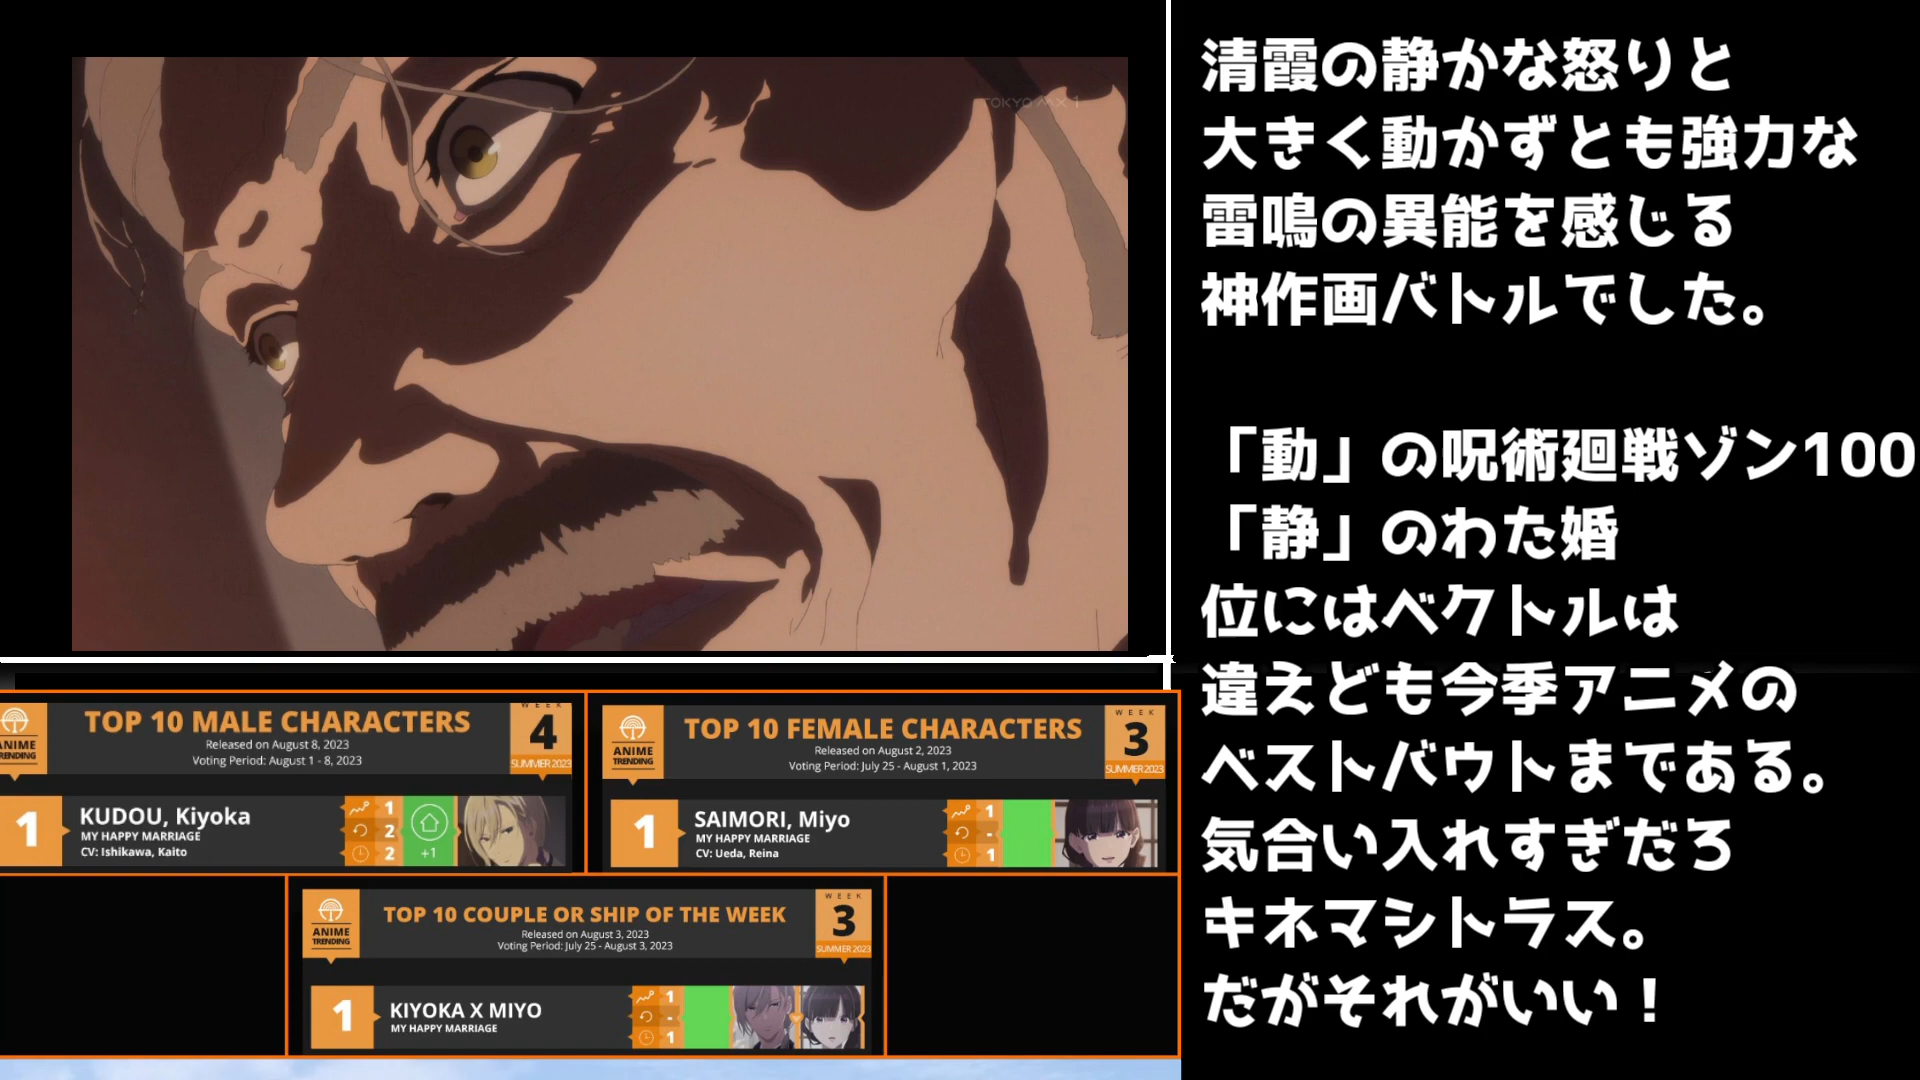 TOKYO MX 1
清霞の静かな怒りと
大きく動かずとも強力な
雷鳴の異能を感じる
神作画バトルでした。
「動」の呪術廻戦ゾン100
「静」のわた婚
位にはベクトルは
違えども今季アニメの
ベストバウトまである。
気合い入れすぎだろ
キネマシトラス。
だがそれがいい！
ANIME
TRENDING
TOP 10 MALE CHARACTERS
Released on August 8, 2023
Voting Period: August 1 - 8, 2023
WEEK
4
SUMMER 2023
1
KUDOU, Kiyoka
MY HAPPY MARRIAGE
CV: Ishikawa, Kaito
1
2
2
+1
ANIME
TRENDING
TOP 10 FEMALE CHARACTERS
Released on August 2, 2023
Voting Period: July 25 - August 1, 2023
WEEK
3
SUMMER 2023
1
SAIMORI, Miyo
MY HAPPY MARRIAGE
CV: Ueda, Reina
1
-
1
ANIME
TRENDING
TOP 10 COUPLE OR SHIP OF THE WEEK
Released on August 3, 2023
Voting Period: July 25 - August 3, 2023
WEEK
3
SUMMER 2023
1
KIYOKA X MIYO
MY HAPPY MARRIAGE
1
-
1